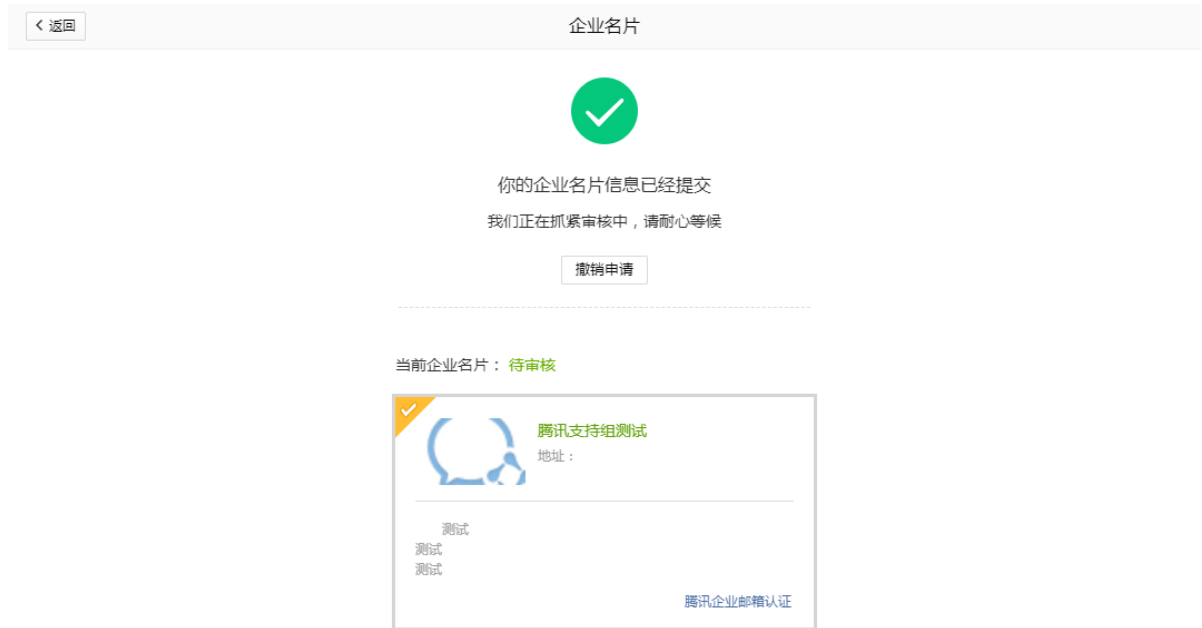 返回
企业名片
你的企业名片信息已经提交
我们正在抓紧审核中，请耐心等候
撤销申请
当前企业名片： 待审核
腾讯支持组测试
地址：
测试
测试
测试
腾讯企业邮箱认证